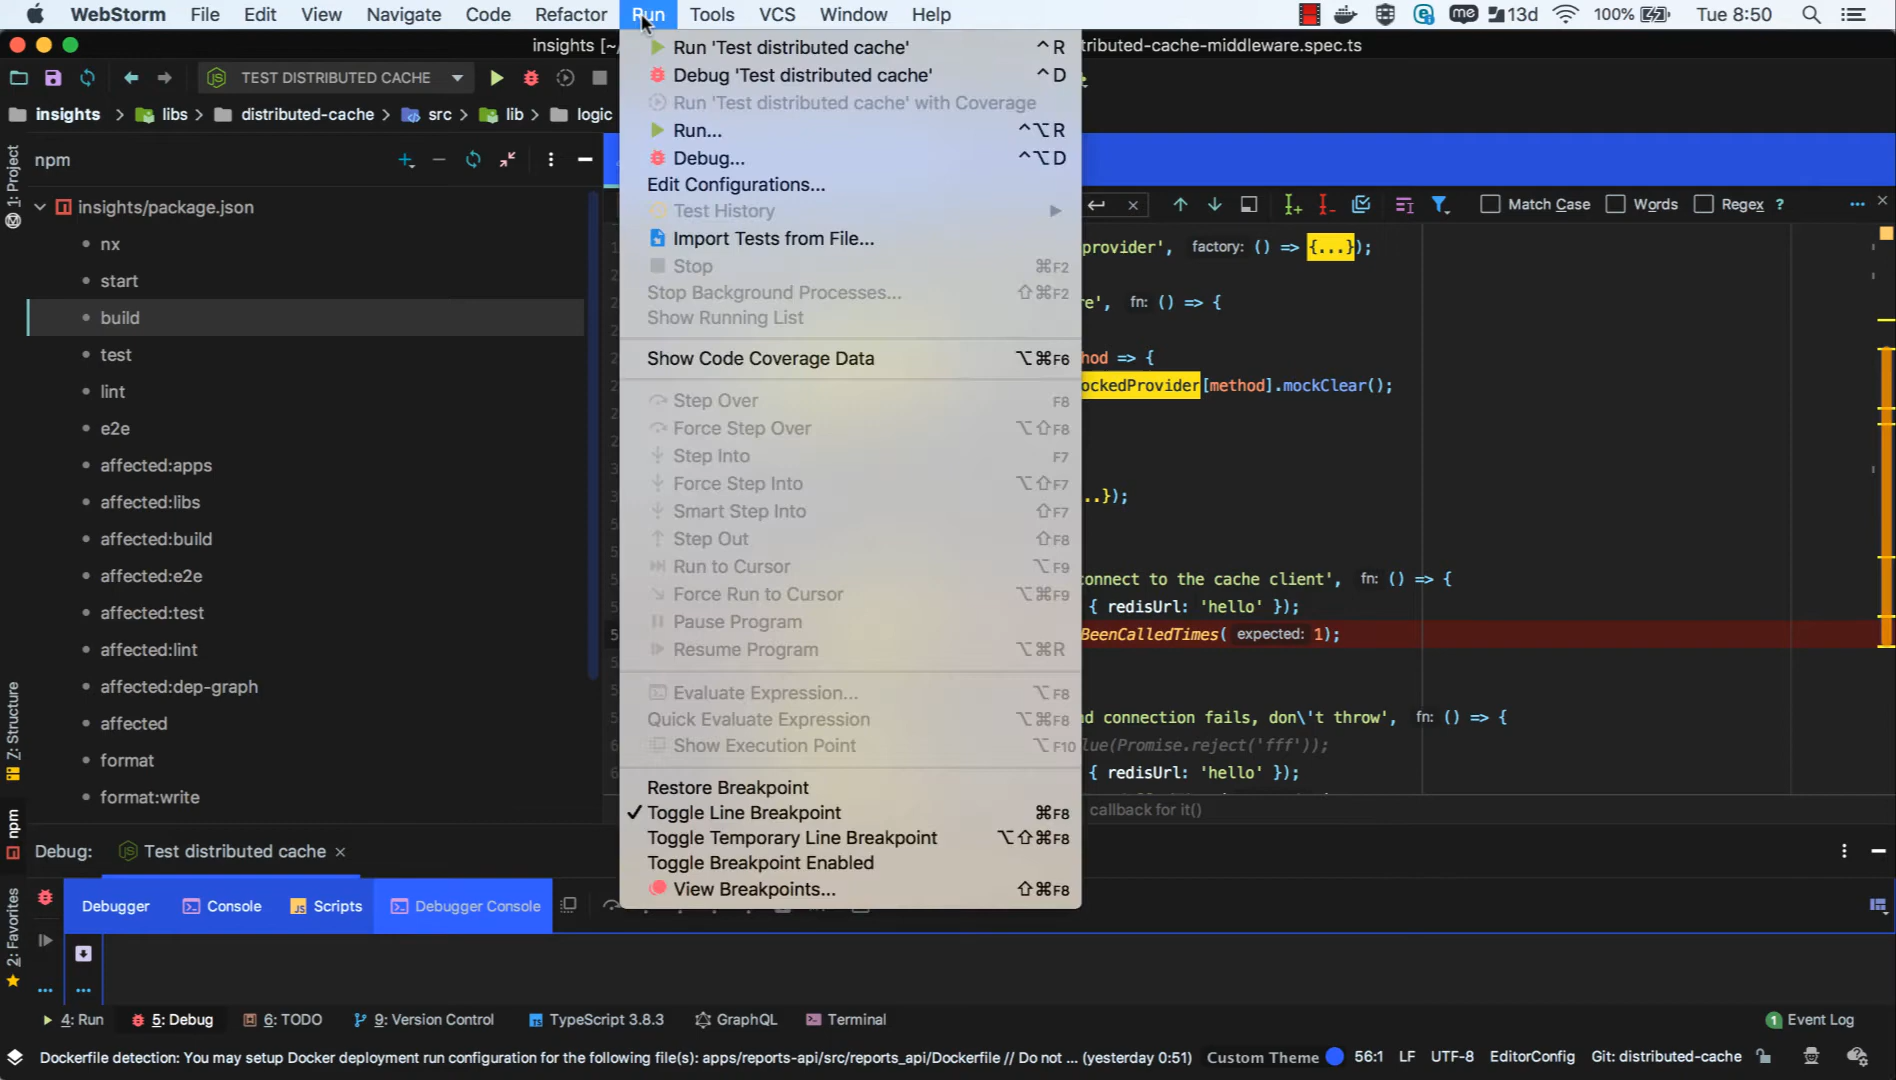 WebStorm File Edit View Navigate Code Refactor Run Tools VCS Window Help me 13d 100% Tue 8:50
insights [~ ributed-cache-middleware.spec.ts
TEST DISTRIBUTED CACHE
insights libs distributed-cache src lib logic
npm
insights/package.json
nx
start
build
test
lint
e2e
affected:apps
affected:libs
affected:build
affected:e2e
affected:test
affected:lint
affected:dep-graph
affected
format
format:write
1: Project
Z: Structure
npm
2: Favorites
Run 'Test distributed cache' ^R
Debug 'Test distributed cache' ^D
Run 'Test distributed cache' with Coverage
Run... ^⌥R
Debug... ^⌥D
Edit Configurations...
Test History
Import Tests from File...
Stop ⌘F2
Stop Background Processes... ⇧⌘F2
Show Running List
Show Code Coverage Data ⌥⌘F6
Step Over F8
Force Step Over ⌥⇧F8
Step Into F7
Force Step Into ⌥⇧F7
Smart Step Into ⇧F7
Step Out ⇧F8
Run to Cursor ⌥F9
Force Run to Cursor ⌥⌘F9
Pause Program
Resume Program ⌥⌘R
Evaluate Expression... ⌥F8
Quick Evaluate Expression ⌥⌘F8
Show Execution Point ⌥F10
Restore Breakpoint
✓ Toggle Line Breakpoint ⌘F8
Toggle Temporary Line Breakpoint ⌥⇧⌘F8
Toggle Breakpoint Enabled
View Breakpoints... ⇧⌘F8
Match Case Words Regex ?
provider', factory: () => {...});
e', fn: () => {
hod => {
ockedProvider[method].mockClear();
..});
onnect to the cache client', fn: () => {
{ redisUrl: 'hello' });
BeenCalledTimes( expected: 1);
d connection fails, don\'t throw', fn: () => {
lue(Promise.reject('fff'));
{ redisUrl: 'hello' });
callback for it()
Debug: Test distributed cache
Debugger Console Scripts Debugger Console
4: Run 5: Debug 6: TODO 9: Version Control TypeScript 3.8.3 GraphQL Terminal 1 Event Log
Dockerfile detection: You may setup Docker deployment run configuration for the following file(s): apps/reports-api/src/reports_api/Dockerfile // Do not ... (yesterday 0:51) Custom Theme 56:1 LF UTF-8 EditorConfig Git: distributed-cache